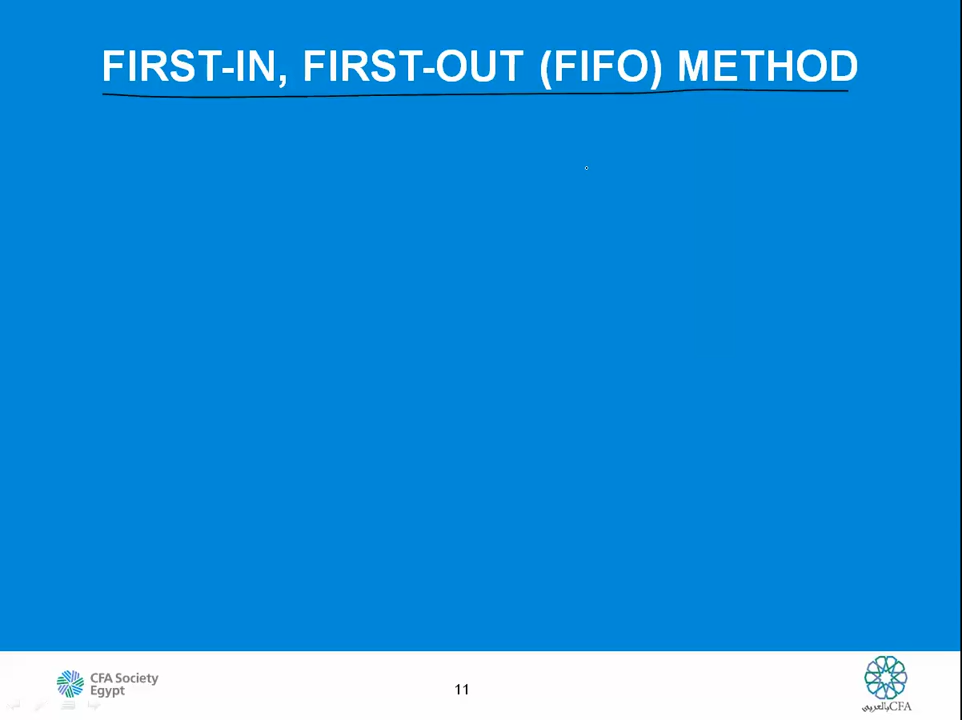 FIRST-IN, FIRST-OUT (FIFO) METHOD
CFA Society
Egypt
11
CFAبالعربي